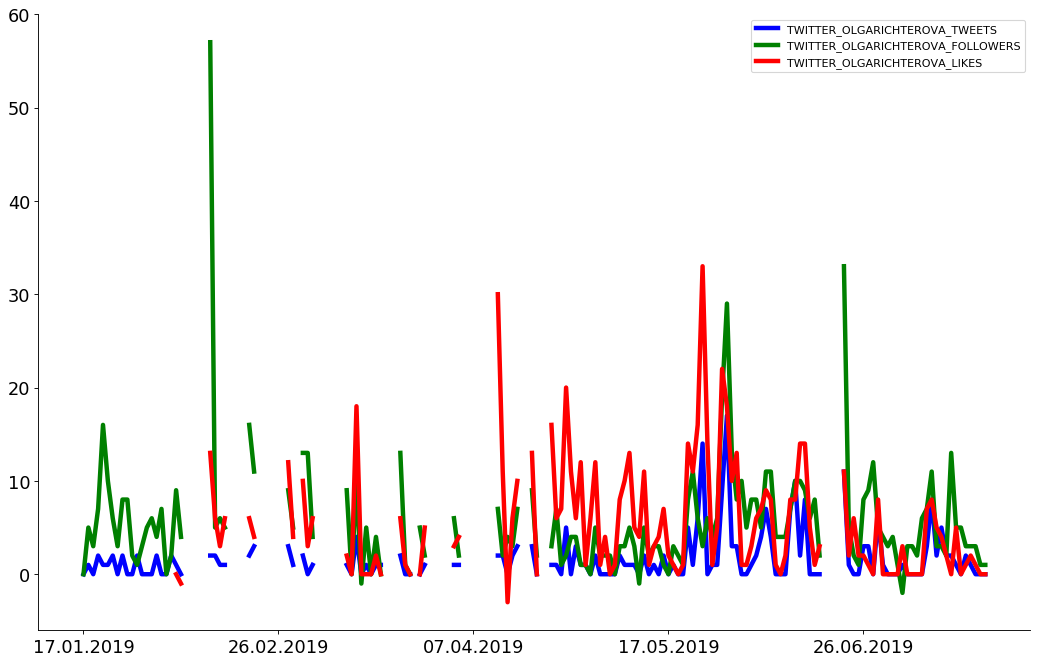 60
TWITTER_OLGARICHTEROVA_TWEETS
TWITTER_OLGARICHTEROVA_FOLLOWERS
TWITTER_OLGARICHTEROVA_LIKES
50
40
30
20
10
0
17.01.2019 26.02.2019 07.04.2019 17.05.2019 26.06.2019